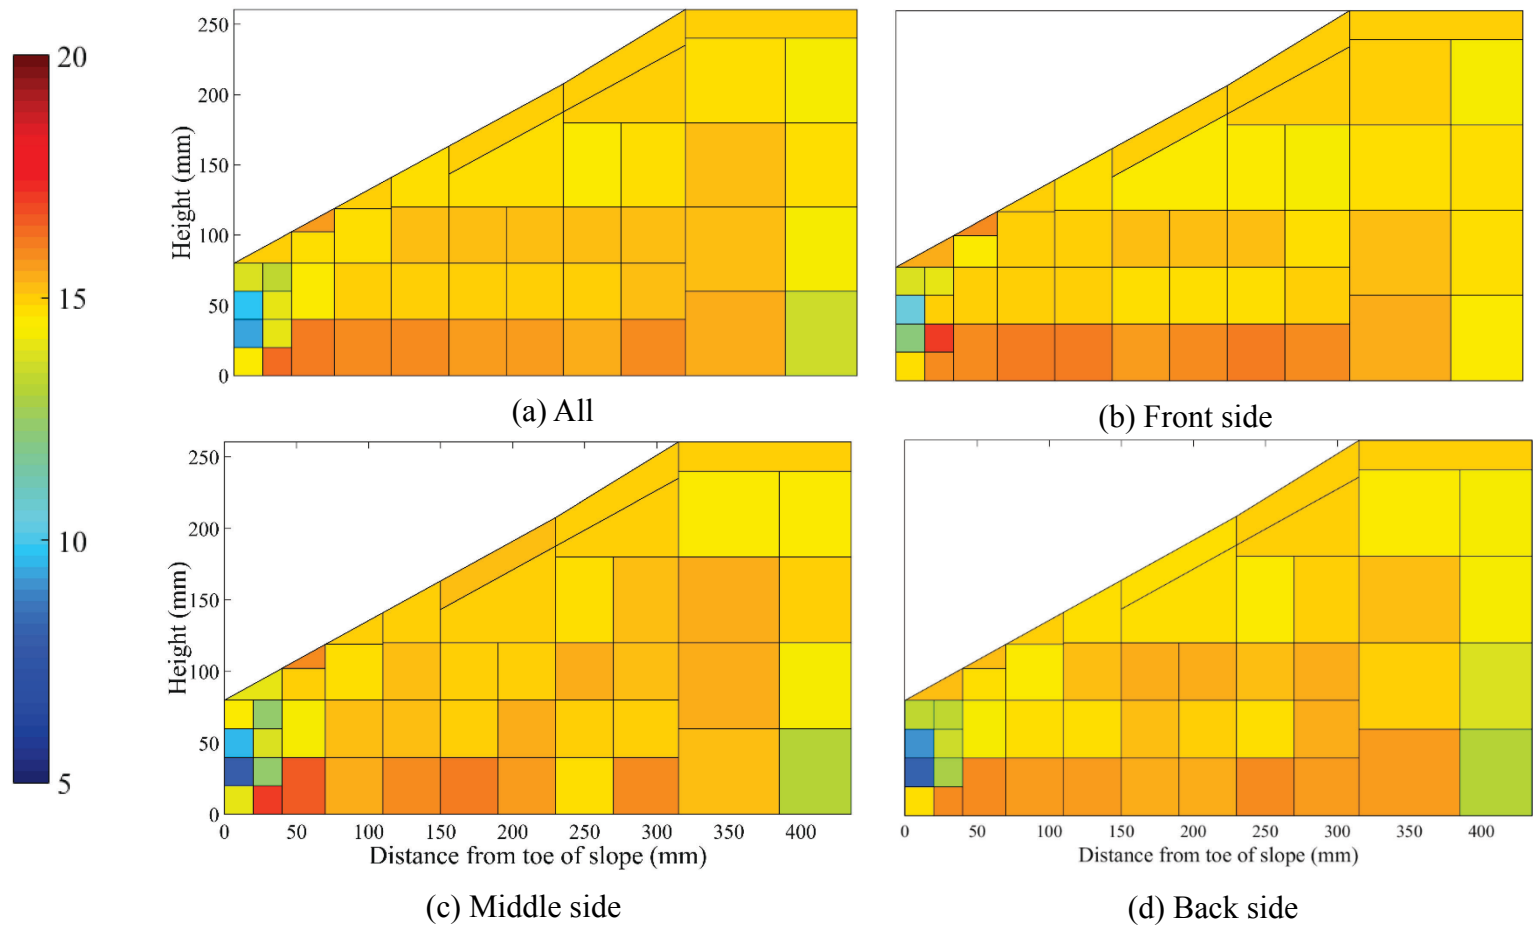 20
15
10
5
250
200
150
100
50
0
Height (mm)
(a) All
(b) Front side
250
200
150
100
50
0
Height (mm)
0 50 100 150 200 250 300 350 400
Distance from toe of slope (mm)
(c) Middle side
0 50 100 150 200 250 300 350 400
Distance from toe of slope (mm)
(d) Back side